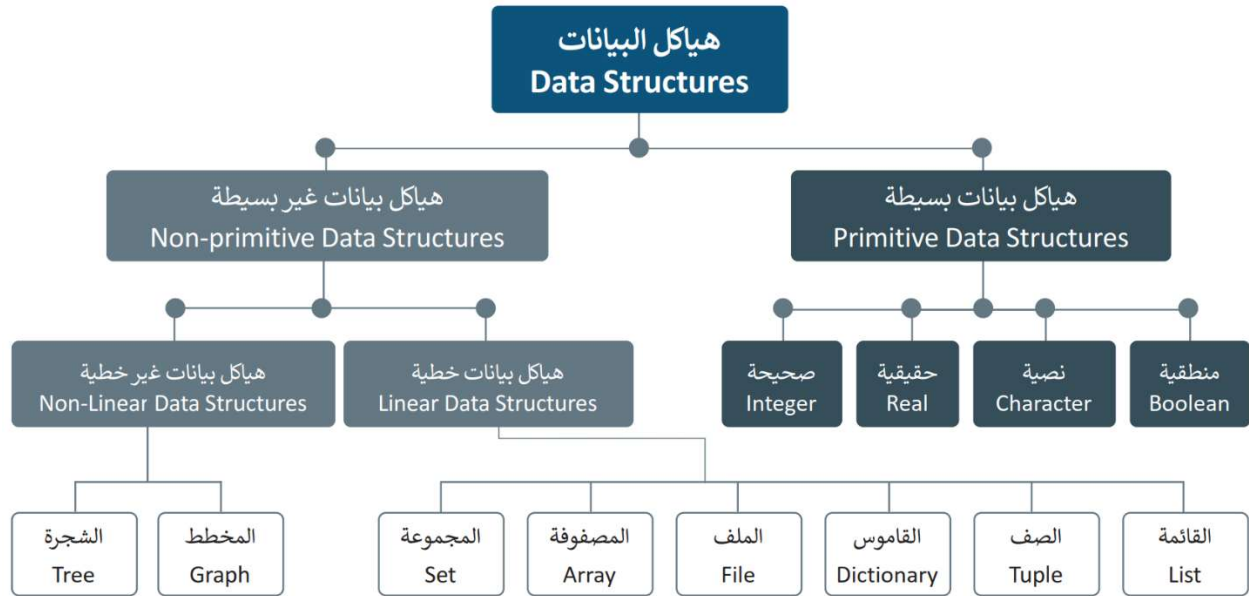 هياكل البيانات
Data Structures
هياكل بيانات بسيطة
Primitive Data Structures
هياكل بيانات غير بسيطة
Non-primitive Data Structures
منطقية
Boolean
نصية
Character
حقيقية
Real
صحيحة
Integer
هياكل بيانات خطية
Linear Data Structures
هياكل بيانات غير خطية
Non-Linear Data Structures
القائمة
List
الصف
Tuple
القاموس
Dictionary
الملف
File
المصفوفة
Array
المجموعة
Set
المخطط
Graph
الشجرة
Tree